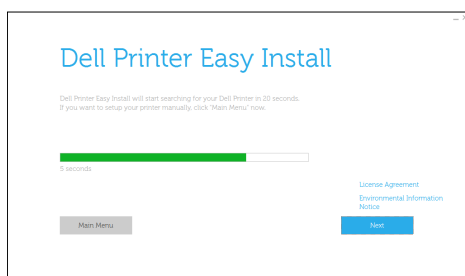 Dell Printer Easy Install
Dell Printer Easy Install will start searching for your Dell Printer in 20 seconds.
If you want to setup your printer manually, click "Main Menu" now.
5 seconds
License Agreement
Environmental Information
Notice
Main Menu
Next